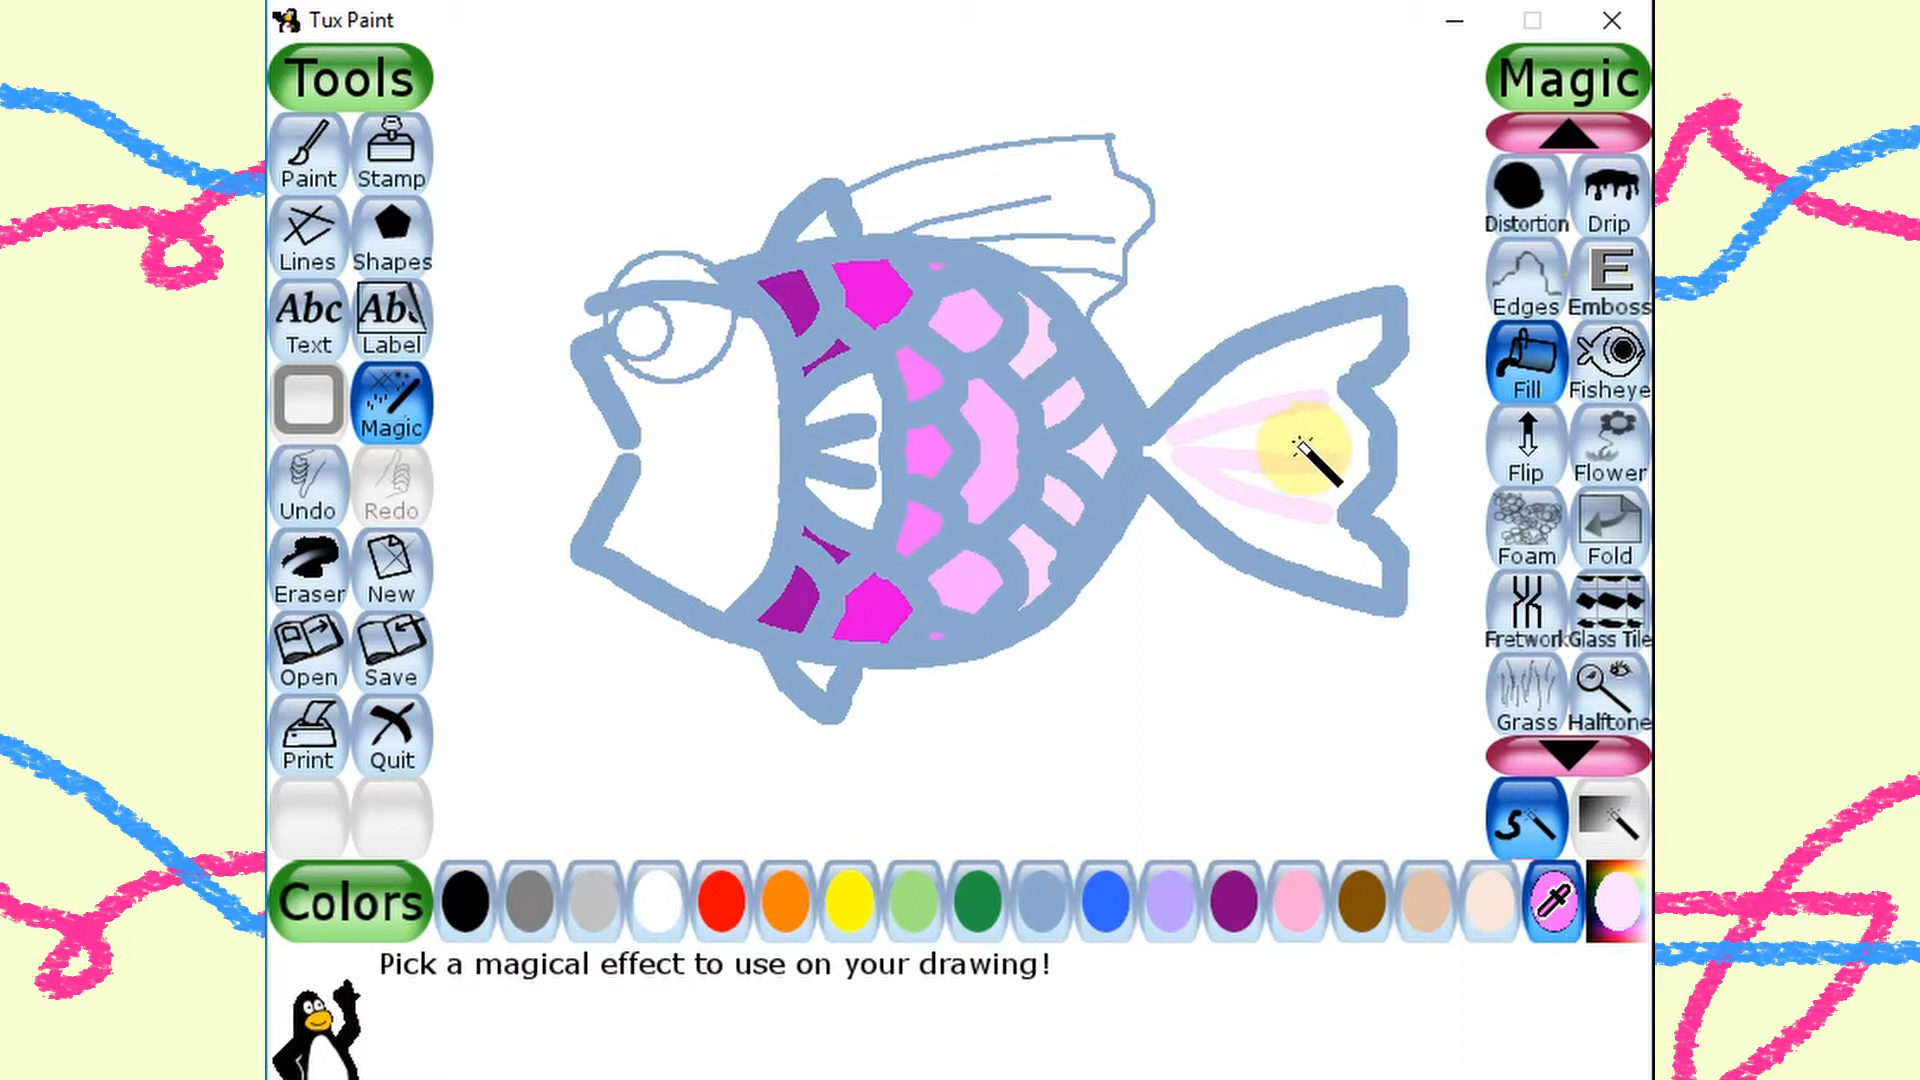 Tux Paint
Tools
Magic
Paint
Stamp
Lines
Shapes
Abc
Text
Abc
Label
Magic
Undo
Redo
Eraser
New
Open
Save
Print
Quit
Distortion
Drip
Edges
E
Emboss
Fill
Fisheye
Flip
Flower
Foam
Fold
Fretwork
Glass Tile
Grass
Halftone
Colors
Pick a magical effect to use on your drawing!